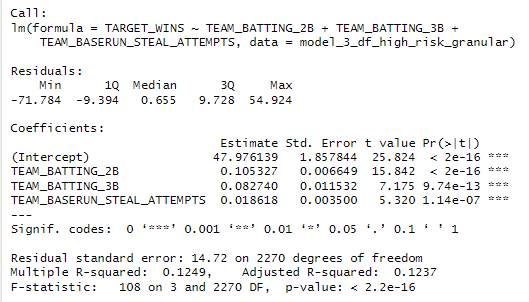 Call:
lm(formula = TARGET_WINS ~ TEAM_BATTING_2B + TEAM_BATTING_3B +
    TEAM_BASERUN_STEAL_ATTEMPTS, data = model_3_df_high_risk_granular)

Residuals:
    Min      1Q  Median      3Q     Max
-71.784  -9.394   0.655   9.728  54.924

Coefficients:
                             Estimate Std. Error t value Pr(>|t|)
(Intercept)                 47.976139   1.857844  25.824  < 2e-16 ***
TEAM_BATTING_2B              0.105327   0.006649  15.842  < 2e-16 ***
TEAM_BATTING_3B              0.082740   0.011532   7.175 9.74e-13 ***
TEAM_BASERUN_STEAL_ATTEMPTS  0.018618   0.003500   5.320 1.14e-07 ***
---
Signif. codes:  0 ‘***’ 0.001 ‘**’ 0.01 ‘*’ 0.05 ‘.’ 0.1 ‘ ’ 1

Residual standard error: 14.72 on 2270 degrees of freedom
Multiple R-squared:  0.1249,	Adjusted R-squared:  0.1237
F-statistic:   108 on 3 and 2270 DF,  p-value: < 2.2e-16